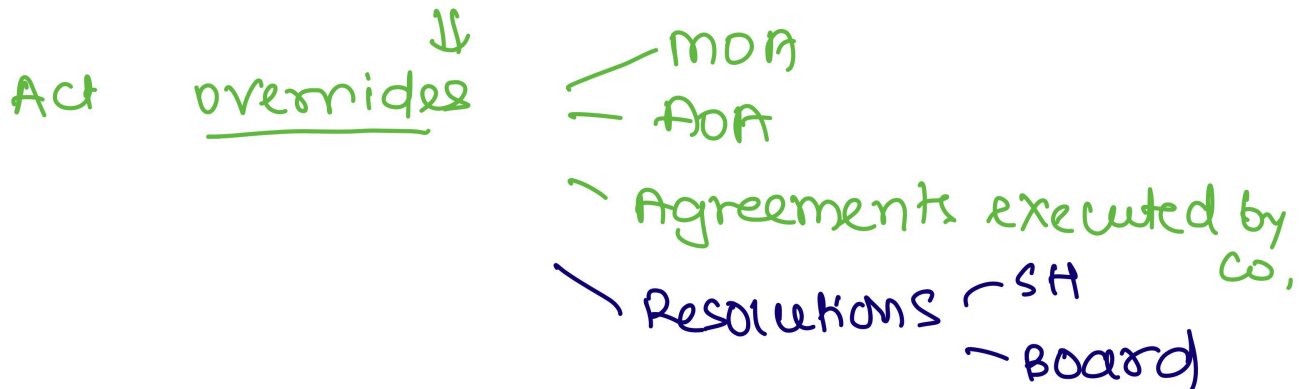 ⇓
Act overrides MOA
AOA
Agreements executed by
Co.
Resolutions SH
Board